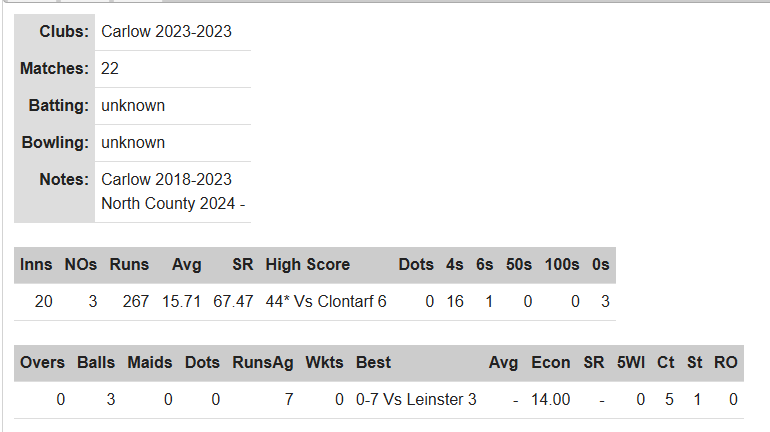 Clubs: Carlow 2023-2023
Matches: 22
Batting: unknown
Bowling: unknown
Notes: Carlow 2018-2023
North County 2024 -
Inns NOs Runs Avg SR High Score Dots 4s 6s 50s 100s 0s
20 3 267 15.71 67.47 44* Vs Clontarf 6 0 16 1 0 0 3
Overs Balls Maids Dots RunsAg Wkts Best Avg Econ SR 5WI Ct St RO
0 3 0 0 7 0 0-7 Vs Leinster 3 - 14.00 - 0 5 1 0